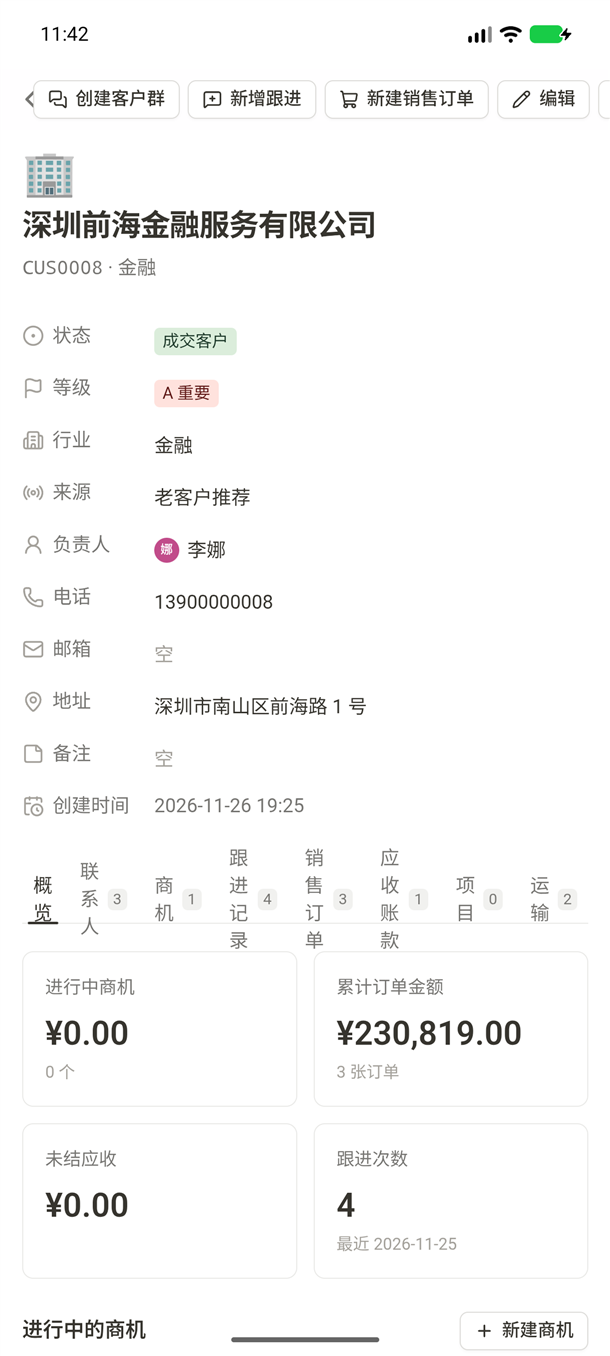 11:42
创建客户群 新增跟进 新建销售订单 编辑
深圳前海金融服务有限公司
CUS0008 · 金融
状态 成交客户
等级 A 重要
行业 金融
来源 老客户推荐
负责人 娜 李娜
电话 13900000008
邮箱 空
地址 深圳市南山区前海路 1 号
备注 空
创建时间 2026-11-26 19:25
概览 联系人 3 商机 1 跟进记录 4 销售订单 3 应收账款 1 项目 0 运输 2
进行中商机
¥0.00
0 个
累计订单金额
¥230,819.00
3 张订单
未结应收
¥0.00
跟进次数
4
最近 2026-11-25
进行中的商机 + 新建商机